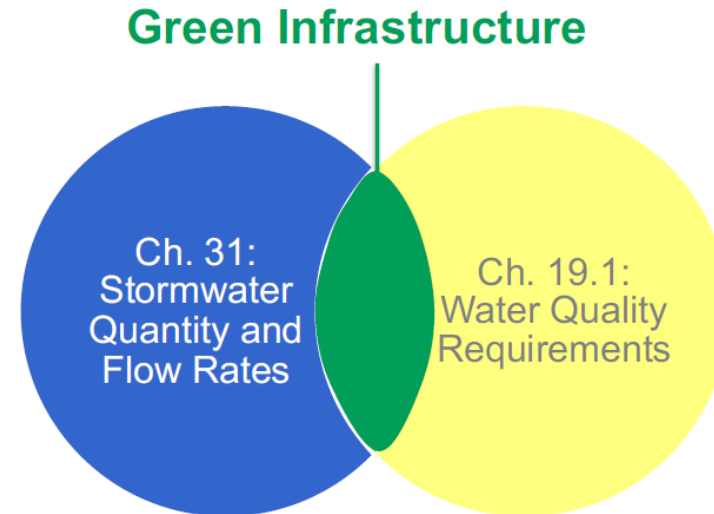 Green Infrastructure
Ch. 31:
Stormwater
Quantity and
Flow Rates
Ch. 19.1:
Water Quality
Requirements